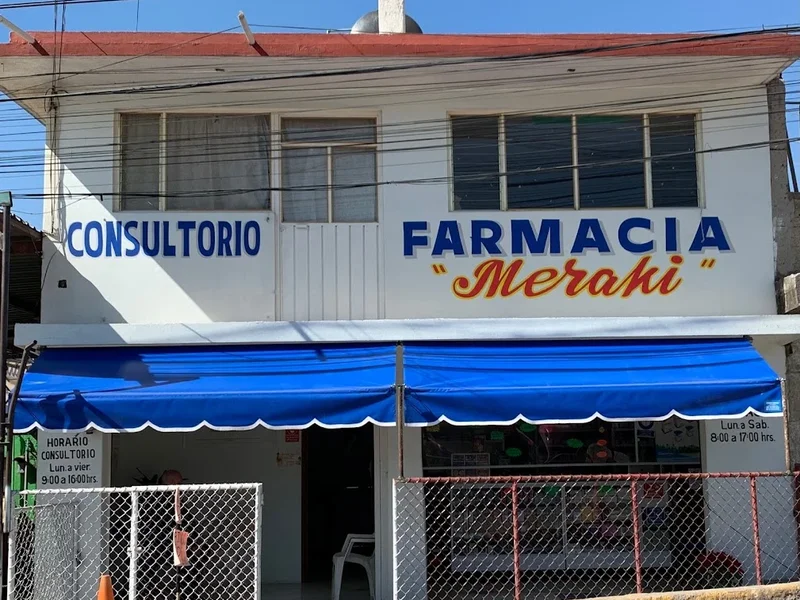 CONSULTORIO
FARMACIA
"Meraki"
HORARIO
CONSULTORIO
Lun. a vier.
9:00 a 16:00 hrs.
Lun. a Sab.
8:00 a 17:00 hrs.